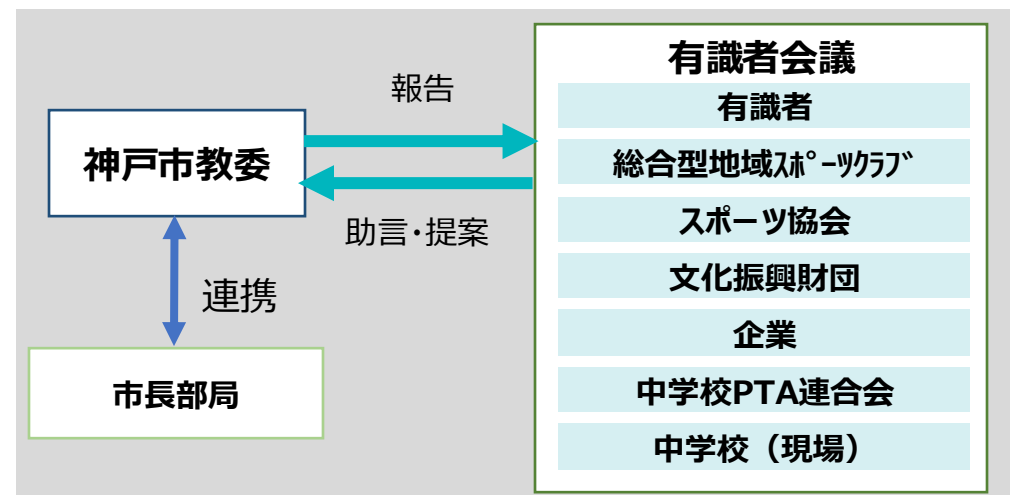 報告
神戸市教委
助言・提案
連携
市長部局
有識者会議
有識者
総合型地域ｽﾎﾟｰﾂｸﾗﾌﾞ
スポーツ協会
文化振興財団
企業
中学校PTA連合会
中学校（現場）